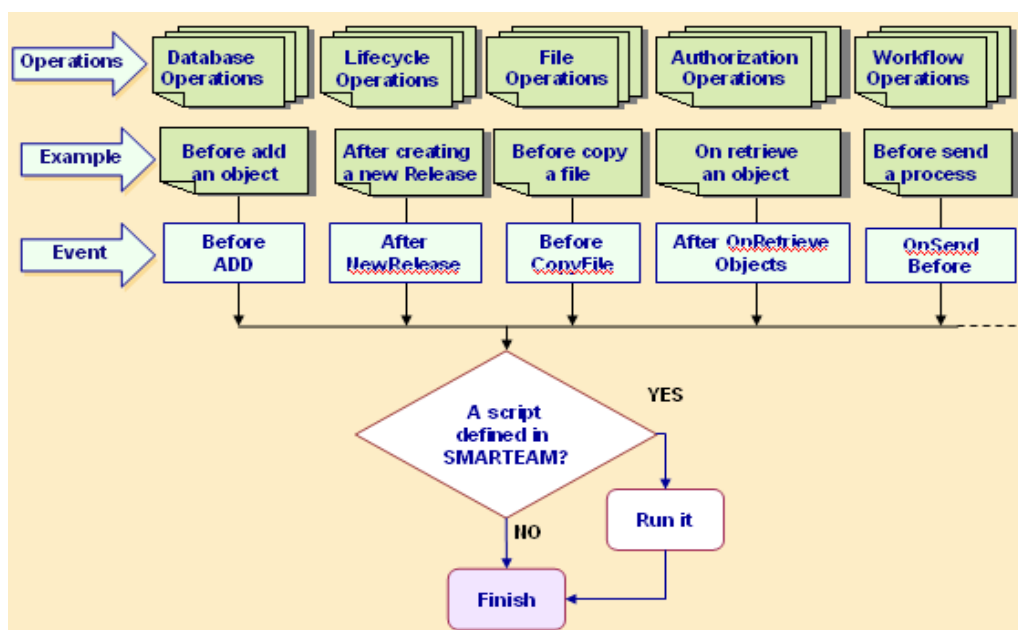 Operations
Database
Operations
Lifecycle
Operations
File
Operations
Authorization
Operations
Workflow
Operations
Example
Before add
an object
After creating
a new Release
Before copy
a file
On retrieve
an object
Before send
a process
Event
Before
ADD
After
NewRelease
Before
CopyFile
After OnRetrieve
Objects
OnSend
Before
A script
defined in
SMARTEAM?
YES
Run it
NO
Finish